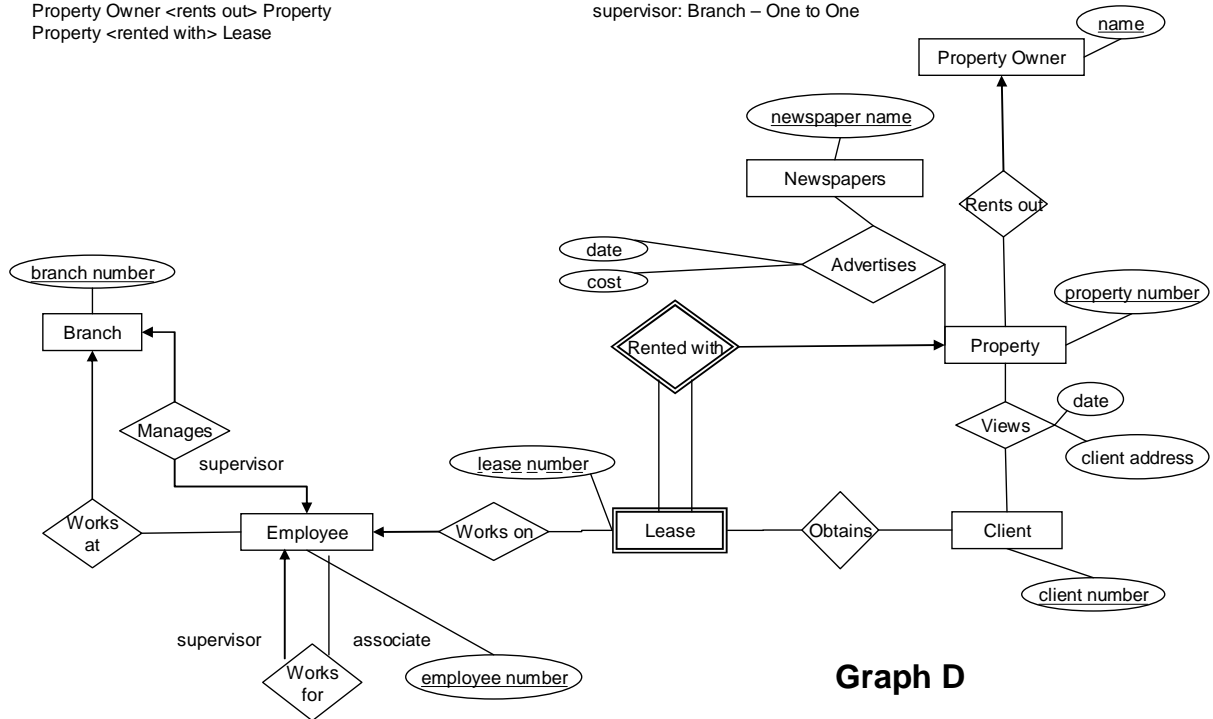 Property Owner <rents out> Property
Property <rented with> Lease
supervisor: Branch – One to One
name
Property Owner
newspaper name
Newspapers
Rents out
date
cost
Advertises
branch number
property number
Branch
Rented with
Property
date
Manages
Views
supervisor
lease number
client address
Works
at
Employee
Works on
Lease
Obtains
Client
client number
supervisor
associate
Works
for
employee number
Graph D